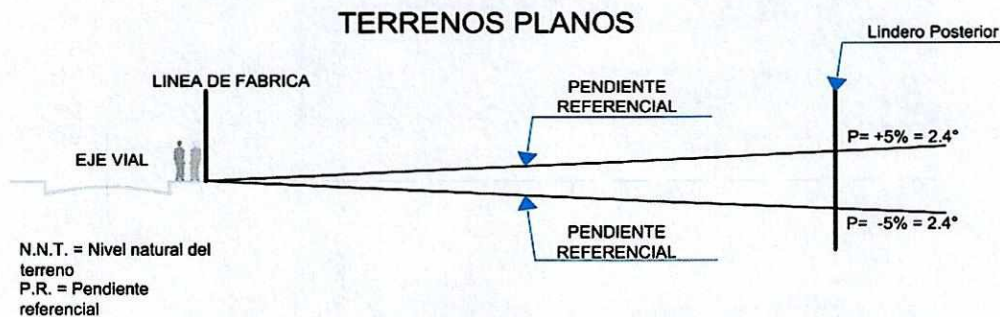 TERRENOS PLANOS
Lindero Posterior
LINEA DE FABRICA
PENDIENTE
REFERENCIAL
EJE VIAL
P= +5% = 2.4°
P= -5% = 2.4°
PENDIENTE
REFERENCIAL
N.N.T. = Nivel natural del
terreno
P.R. = Pendiente
referencial